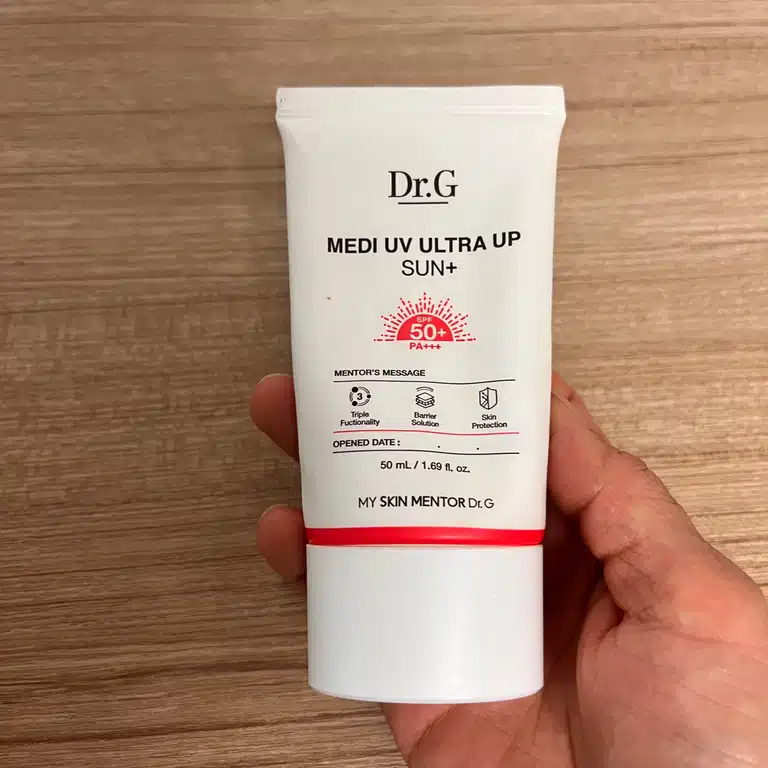 Dr.G
MEDI UV ULTRA UP
SUN+
SPF
50+
PA+++
MENTOR'S MESSAGE
3
Triple
Fuctionality
Barrier
Solution
Skin
Protection
OPENED DATE : . .
50 mL / 1.69 fl. oz.
MY SKIN MENTOR Dr.G